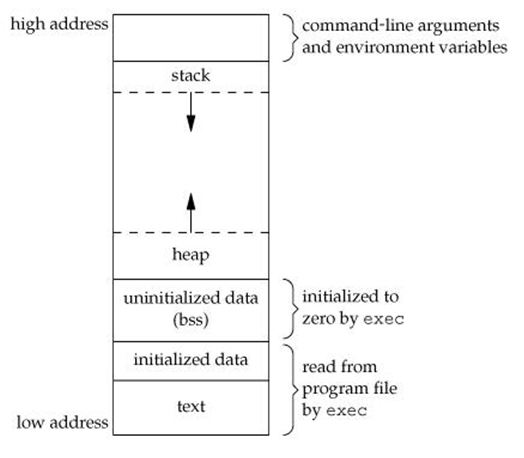 high address
command-line arguments
and environment variables
stack
heap
uninitialized data
(bss)
initialized to
zero by exec
initialized data
read from
program file
by exec
text
low address